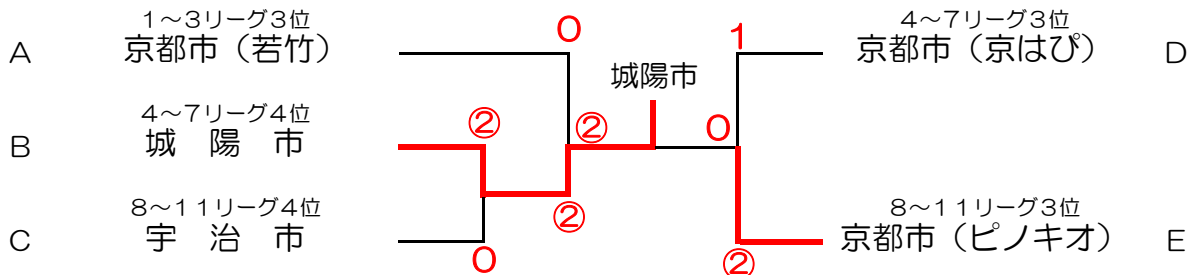 1～3リーグ3位
A 京都市（若竹）
4～7リーグ4位
B 城陽市
8～11リーグ4位
C 宇治市
0
②
0
②
②
城陽市
0
1
②
4～7リーグ3位
京都市（京はぴ） D
8～11リーグ3位
京都市（ピノキオ） E